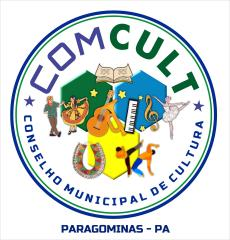 COMCULT
CONSELHO MUNICIPAL DE CULTURA
PARAGOMINAS - PA